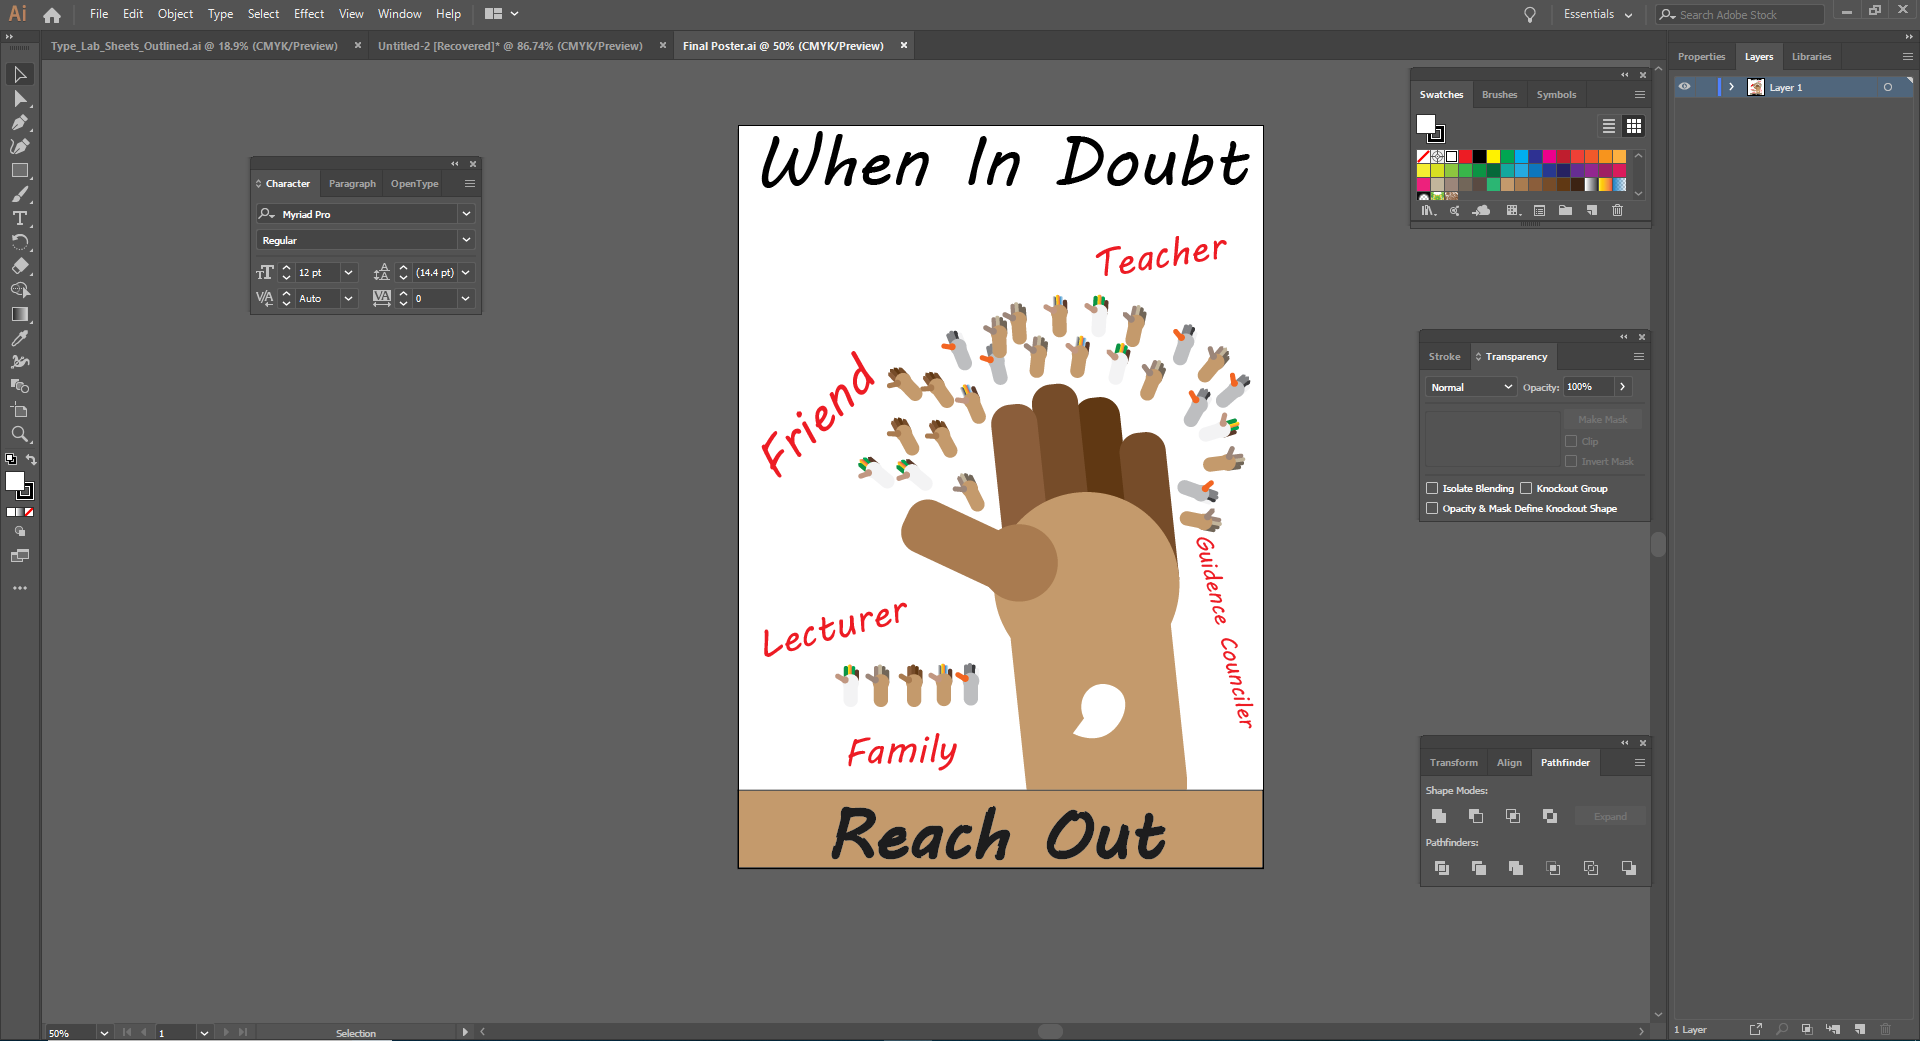 Ai File Edit Object Type Select Effect View Window Help Essentials Search Adobe Stock
Type_Lab_Sheets_Outlined.ai @ 18.9% (CMYK/Preview) × Untitled-2 [Recovered]* @ 86.74% (CMYK/Preview) × Final Poster.ai @ 50% (CMYK/Preview) ×
Properties Layers Libraries
Layer 1
Swatches Brushes Symbols
Character Paragraph OpenType
Myriad Pro
Regular
12 pt (14.4 pt)
Auto 0
When In Doubt
Teacher
Friend
Lecturer
Guidence Counciler
Family
Reach Out
Stroke Transparency
Normal Opacity: 100%
Make Mask
Clip
Invert Mask
Isolate Blending Knockout Group
Opacity & Mask Define Knockout Shape
Transform Align Pathfinder
Shape Modes:
Expand
Pathfinders:
50% 1 Selection
1 Layer